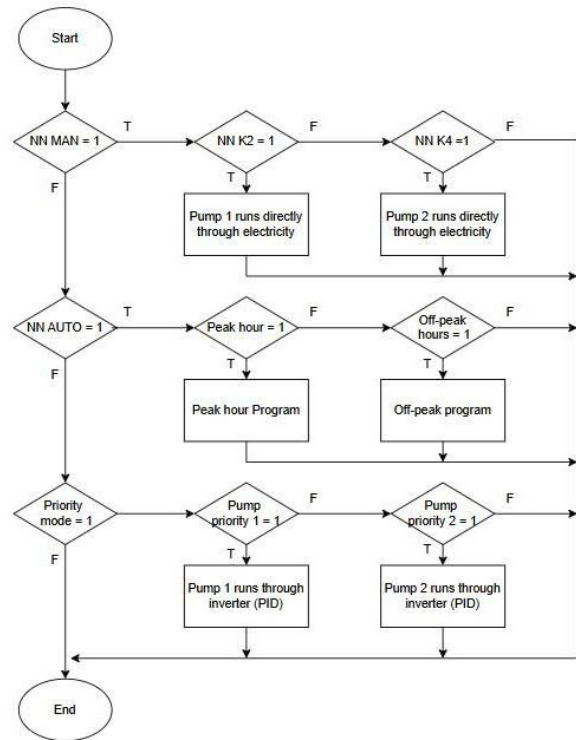 Start
NN MAN = 1
T
NN K2 = 1
F
NN K4 =1
F
F
T
T
Pump 1 runs directly
through electricity
Pump 2 runs directly
through electricity
NN AUTO = 1
T
Peak hour = 1
F
Off-peak
hours = 1
F
F
T
T
Peak hour Program
Off-peak program
Priority
mode = 1
Pump
priority 1 = 1
F
Pump
priority 2 = 1
F
F
T
T
Pump 1 runs through
inverter (PID)
Pump 2 runs through
inverter (PID)
End